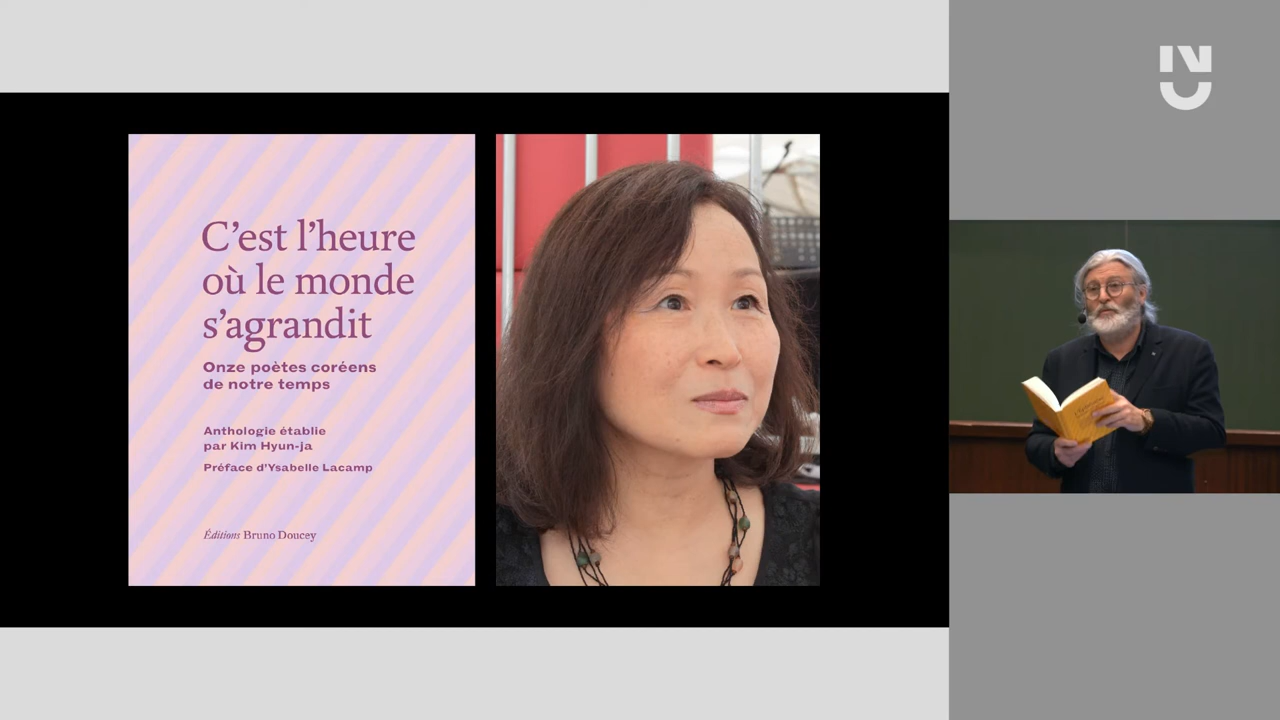 C'est l'heure
où le monde
s'agrandit
Onze poètes coréens
de notre temps
Anthologie établie
par Kim Hyun-ja
Préface d'Ysabelle Lacamp
Éditions Bruno Doucey